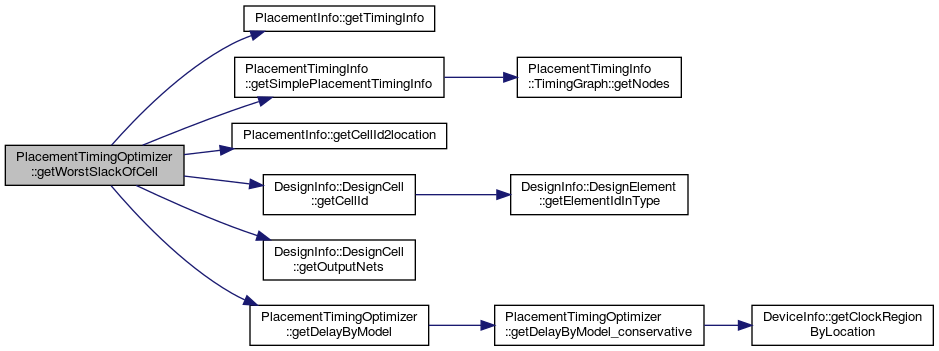 PlacementTimingOptimizer
::getWorstSlackOfCell
PlacementInfo::getTimingInfo
PlacementTimingInfo
::getSimplePlacementTimingInfo
PlacementTimingInfo
::TimingGraph::getNodes
PlacementInfo::getCellId2location
DesignInfo::DesignCell
::getCellId
DesignInfo::DesignElement
::getElementIdInType
DesignInfo::DesignCell
::getOutputNets
PlacementTimingOptimizer
::getDelayByModel
PlacementTimingOptimizer
::getDelayByModel_conservative
DeviceInfo::getClockRegion
ByLocation